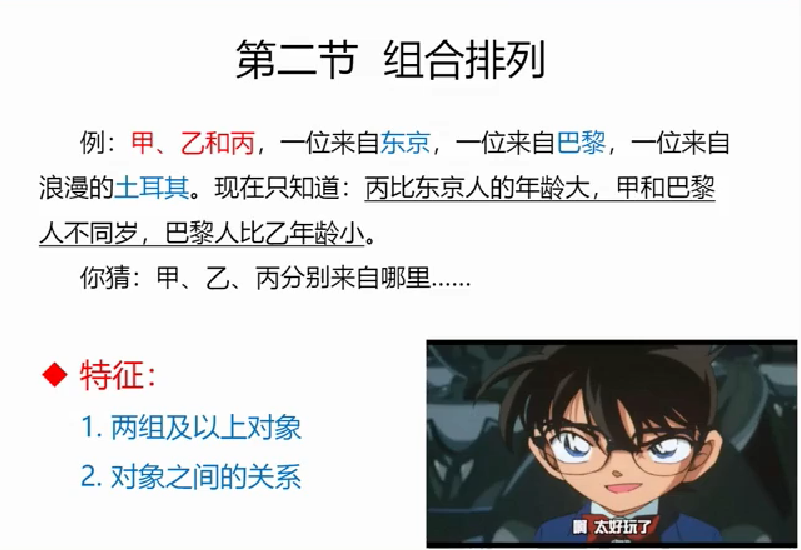 第二节 组合排列
例：甲、乙和丙，一位来自东京，一位来自巴黎，一位来自
浪漫的土耳其。现在只知道：丙比东京人的年龄大，甲和巴黎
人不同岁，巴黎人比乙年龄小。
你猜：甲、乙、丙分别来自哪里......
◆ 特征：
1. 两组及以上对象
2. 对象之间的关系
啊 太好玩了